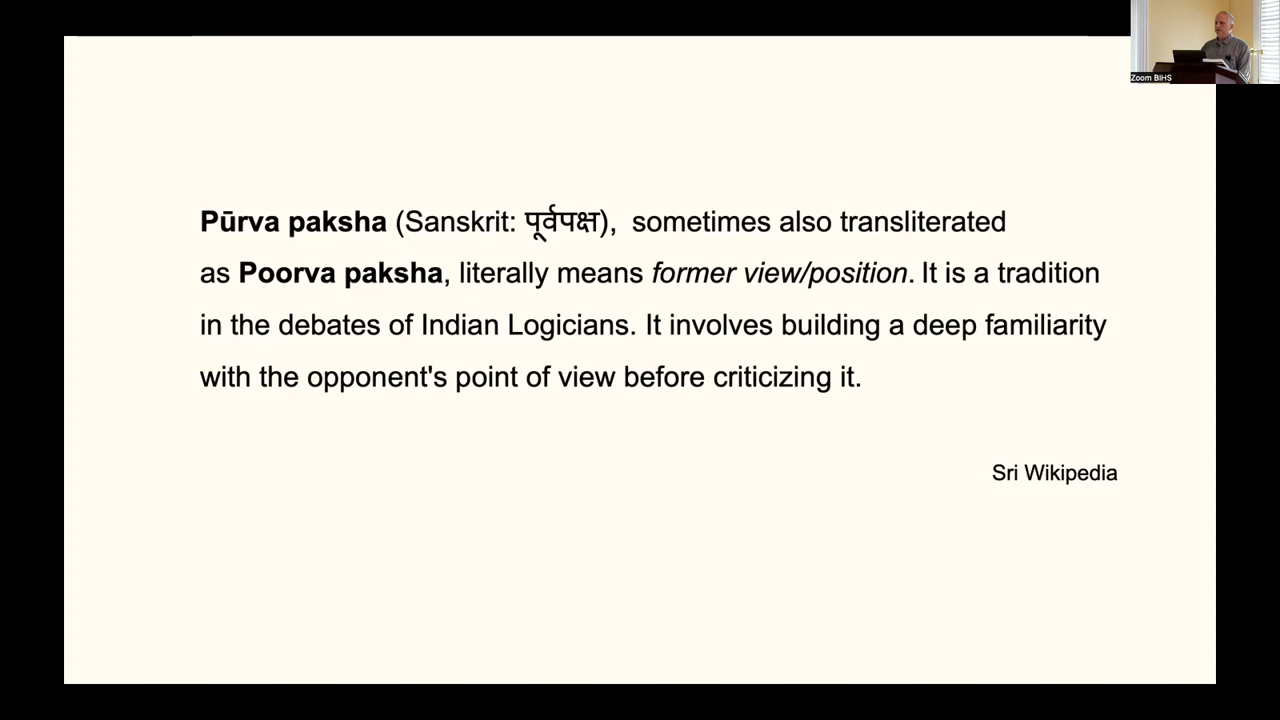 Zoom BIHS
Pūrva paksha (Sanskrit: पूर्वपक्ष), sometimes also transliterated
as Poorva paksha, literally means former view/position. It is a tradition
in the debates of Indian Logicians. It involves building a deep familiarity
with the opponent's point of view before criticizing it.
Sri Wikipedia